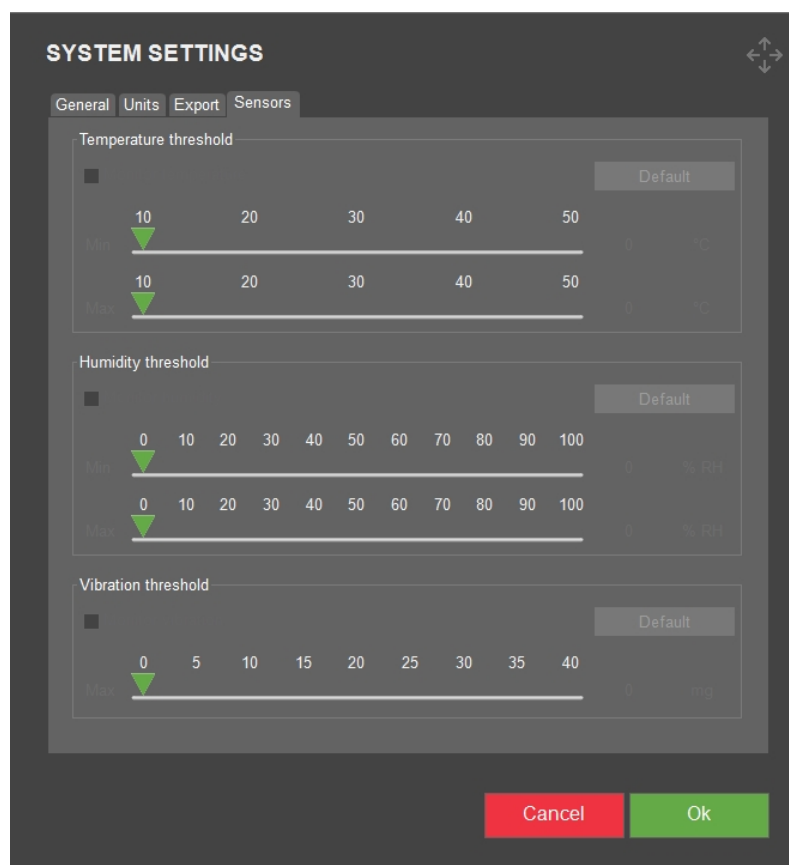 SYSTEM SETTINGS
General Units Export Sensors
Temperature threshold
Default
10 20 30 40 50
Min 0 °C
10 20 30 40 50
Max 0 °C
Humidity threshold
Default
0 10 20 30 40 50 60 70 80 90 100
Min 0 % RH
0 10 20 30 40 50 60 70 80 90 100
Max 0 % RH
Vibration threshold
Default
0 5 10 15 20 25 30 35 40
Max 0 mg
Cancel Ok